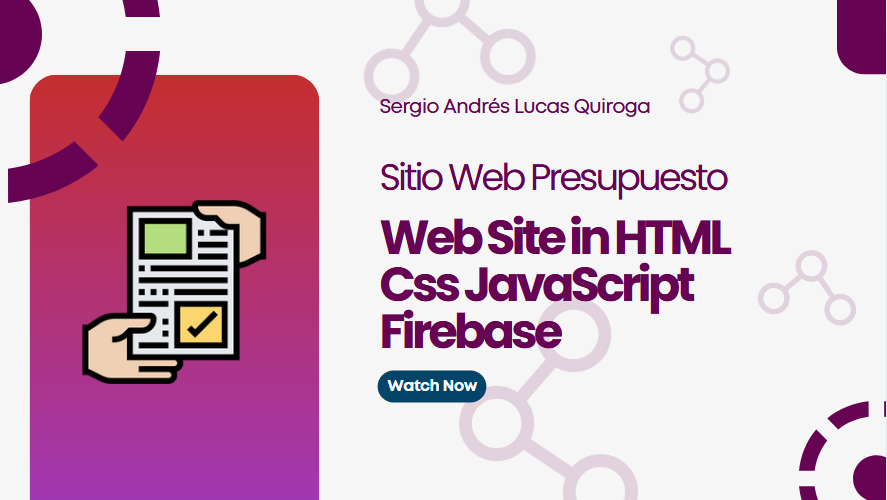 Sergio Andrés Lucas Quiroga
Sitio Web Presupuesto
Web Site in HTML
Css JavaScript
Firebase
Watch Now